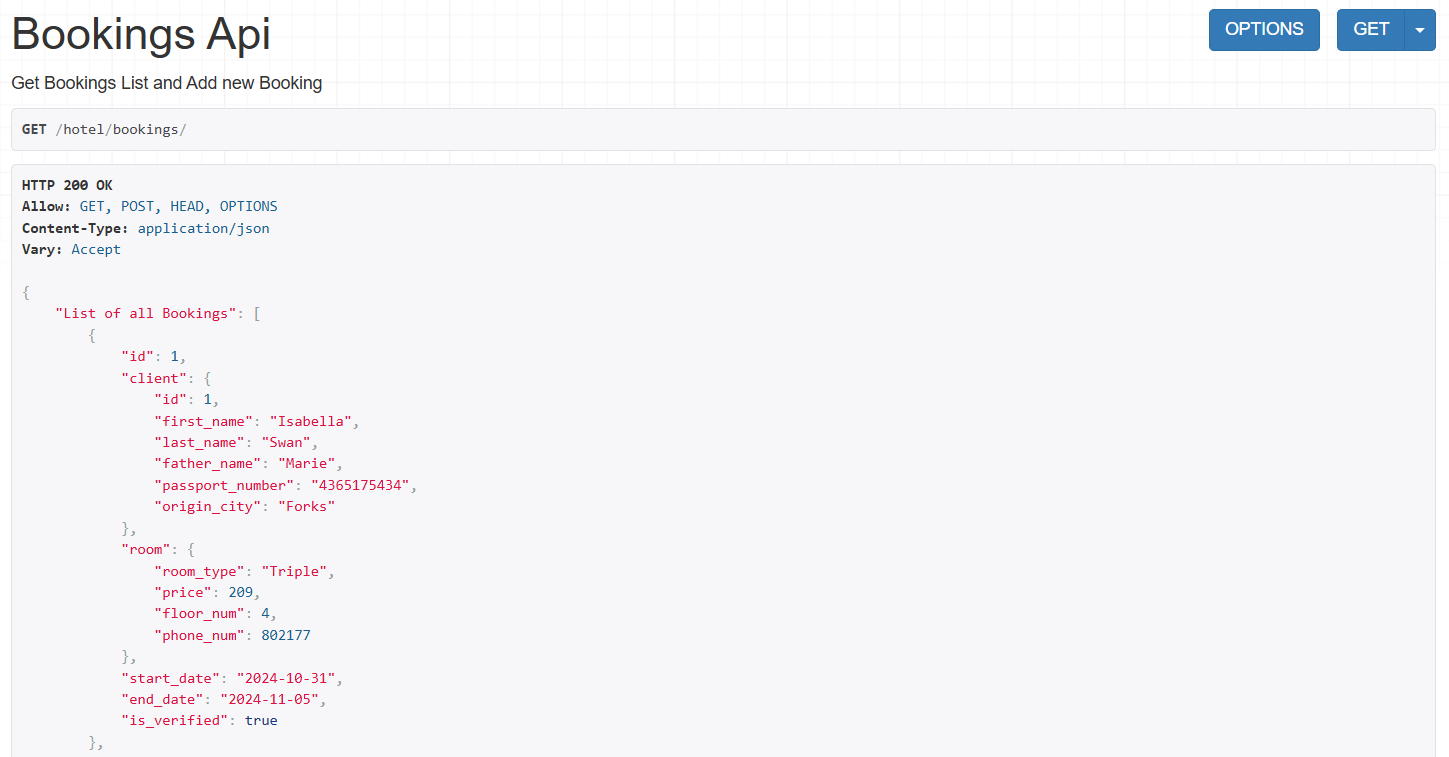 Bookings Api
OPTIONS
GET
Get Bookings List and Add new Booking
GET /hotel/bookings/
HTTP 200 OK
Allow: GET, POST, HEAD, OPTIONS
Content-Type: application/json
Vary: Accept
{
    "List of all Bookings": [
        {
            "id": 1,
            "client": {
                "id": 1,
                "first_name": "Isabella",
                "last_name": "Swan",
                "father_name": "Marie",
                "passport_number": "4365175434",
                "origin_city": "Forks"
            },
            "room": {
                "room_type": "Triple",
                "price": 209,
                "floor_num": 4,
                "phone_num": 802177
            },
            "start_date": "2024-10-31",
            "end_date": "2024-11-05",
            "is_verified": true
        },